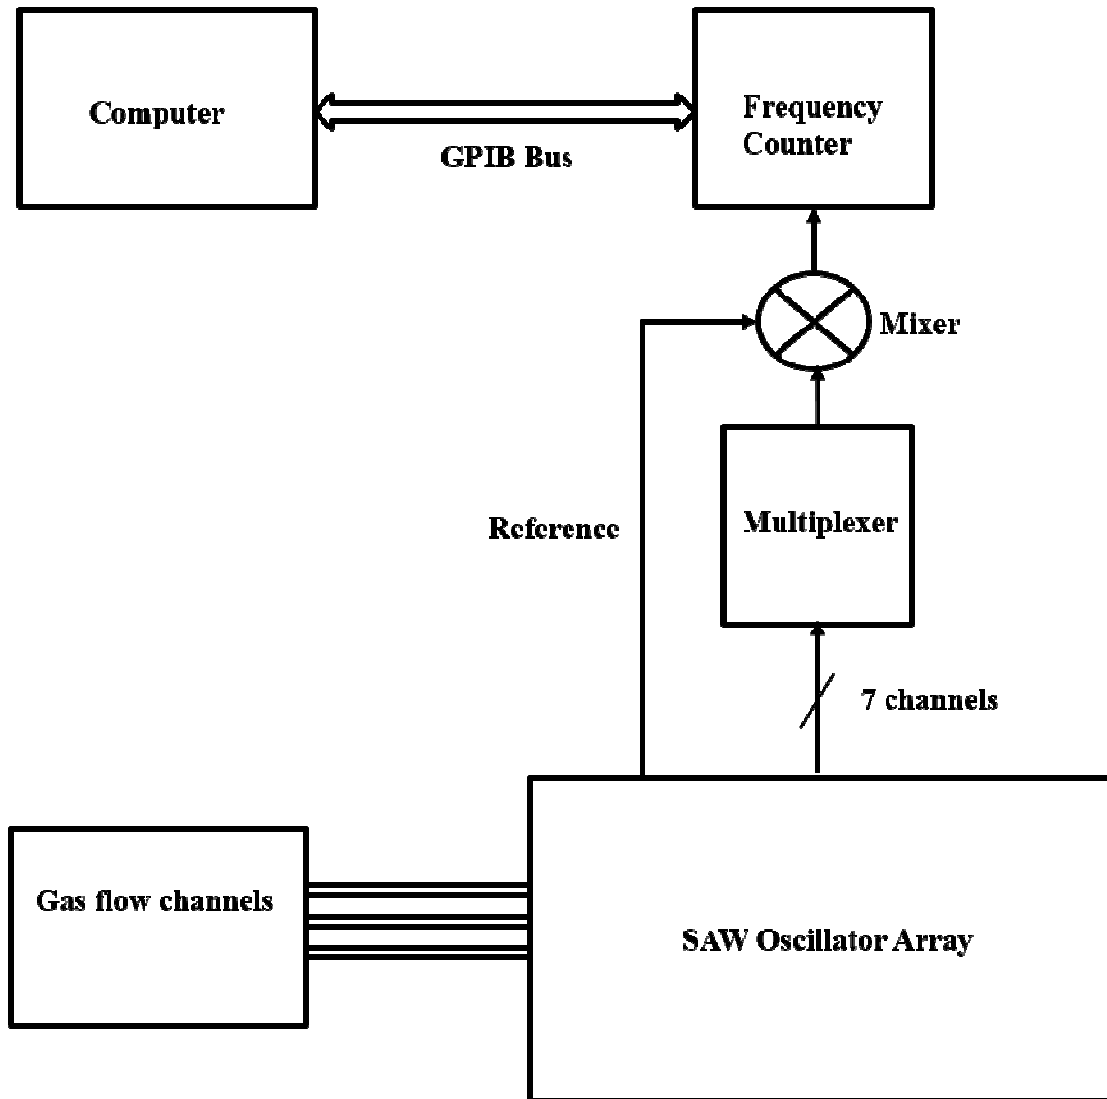 Computer
Frequency
Counter
GPIB Bus
Mixer
Reference
Multiplexer
7 channels
Gas flow channels
SAW Oscillator Array